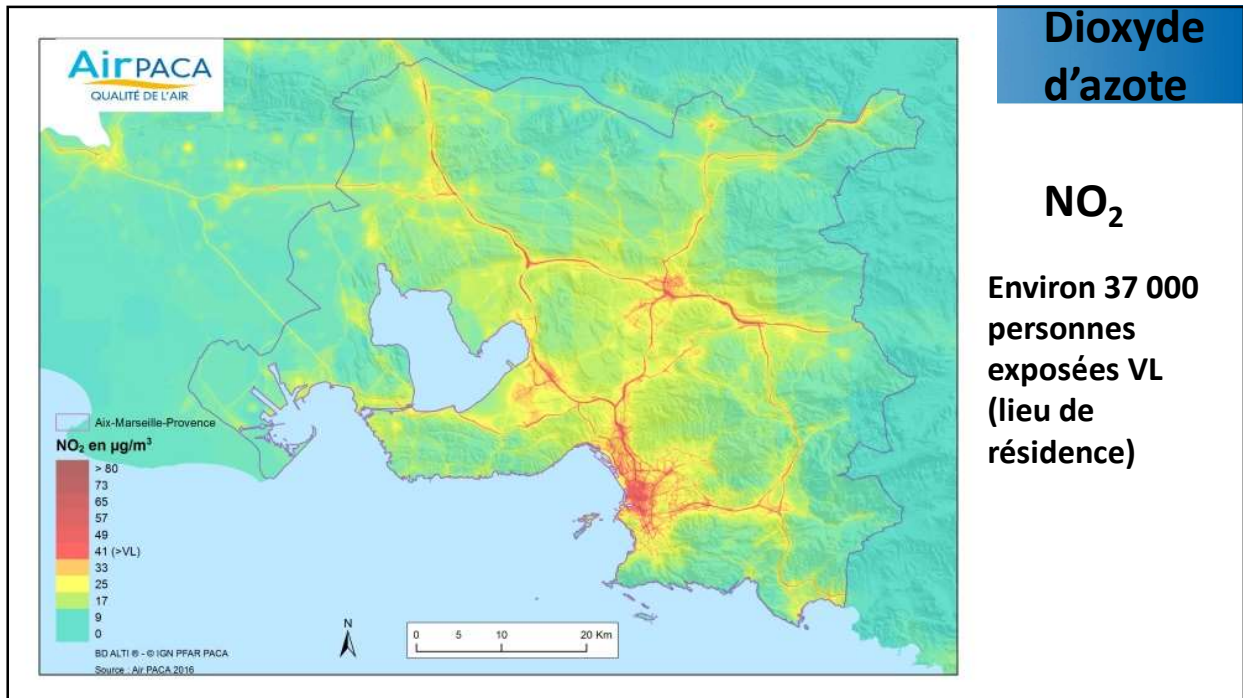 Air PACA
QUALITÉ DE L'AIR
Aix-Marseille-Provence
NO₂ en µg/m³
> 80
73
65
57
49
41 (>VL)
33
25
17
9
0
BD ALTI ® - © IGN PFAR PACA
Source : Air PACA 2016
N
0 5 10 20 Km
Dioxyde
d’azote
NO₂
Environ 37 000
personnes
exposées VL
(lieu de
résidence)